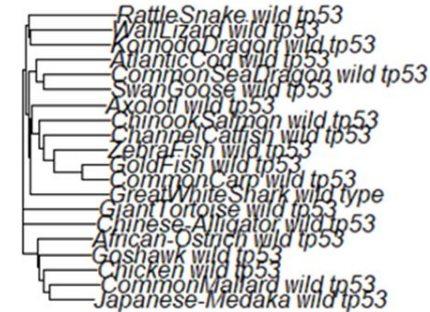 RattleSnake wild tp53
WallLizard wild tp53
KomodoDragon wild tp53
AtlanticCod wild tp53
CommonSeaDragon wild tp53
SwanGoose wild tp53
Axolotl wild tp53
ChinookSalmon wild tp53
ChannelCatfish wild tp53
ZebraFish wild tp53
GoldFish wild tp53
CommonCarp wild tp53
GreatWhiteShark wild type
GiantTortoise wild tp53
Chinese-Alligator wild tp53
African-Ostrich wild tp53
Goshawk wild tp53
Chicken wild tp53
CommonMallard wild tp53
Japanese-Medaka wild tp53